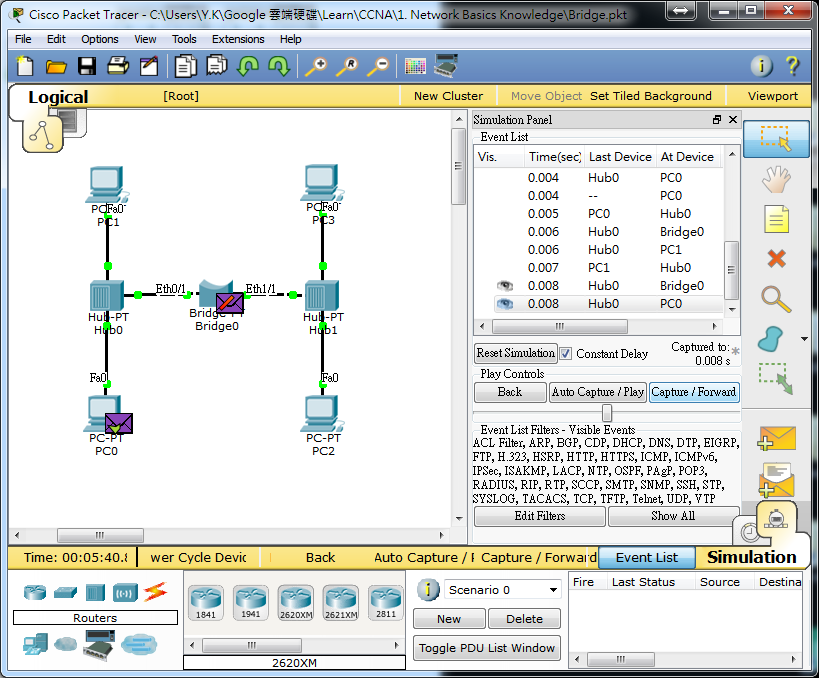 Cisco Packet Tracer - C:\Users\Y.K\Google 雲端硬碟\Learn\CCNA\1. Network Basics Knowledge\Bridge.pkt
File Edit Options View Tools Extensions Help
Logical [Root] New Cluster Move Object Set Tiled Background Viewport
Simulation Panel
Event List
Vis. Time(sec) Last Device At Device
0.004 Hub0 PC0
0.004 -- PC0
0.005 PC0 Hub0
0.006 Hub0 Bridge0
0.006 Hub0 PC1
0.007 PC1 Hub0
0.008 Hub0 Bridge0
0.008 Hub0 PC0
Reset Simulation Constant Delay Captured to: *
0.008 s
Play Controls
Back Auto Capture / Play Capture / Forward
Event List Filters - Visible Events
ACL Filter, ARP, BGP, CDP, DHCP, DNS, DTP, EIGRP,
FTP, H.323, HSRP, HTTP, HTTPS, ICMP, ICMPv6,
IPSec, ISAKMP, LACP, NTP, OSPF, PAgP, POP3,
RADIUS, RIP, RTP, SCCP, SMTP, SNMP, SSH, STP,
SYSLOG, TACACS, TCP, TFTP, Telnet, UDP, VTP
Edit Filters Show All
Fa0
PC1
Fa0
PC3
Eth0/1 Eth1/1
Hub-PT
Hub0
Bridge0
Hub-PT
Hub1
Fa0
PC-PT
PC0
Fa0
PC-PT
PC2
Time: 00:05:40.8 wer Cycle Devic Back Auto Capture / F Capture / Forward Event List Simulation
Routers
1841 1941 2620XM 2621XM 2811
2620XM
Scenario 0
New Delete
Toggle PDU List Window
Fire Last Status Source Destina